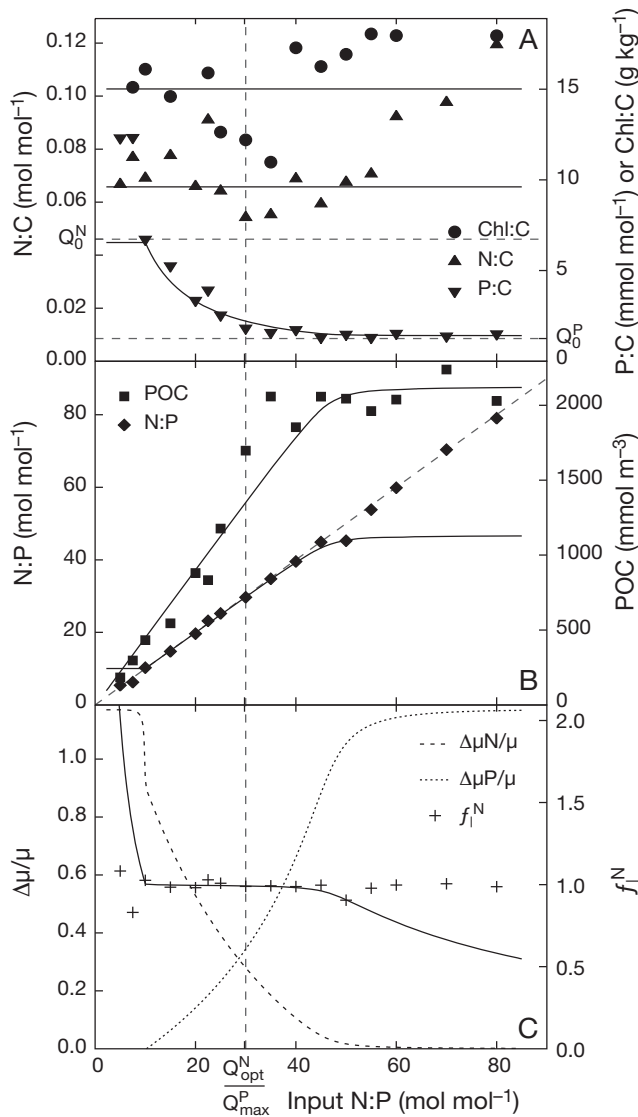 A
0.12
0.10
0.08
0.06
Q₀ᴺ
0.02
0.00
N:C (mol mol⁻¹)
Chl:C
N:C
P:C
15
10
5
Q₀ᴾ
0
P:C (mmol mol⁻¹) or Chl:C (g kg⁻¹)
POC
N:P
80
60
40
20
0
N:P (mol mol⁻¹)
2000
1500
1000
500
0
POC (mmol m⁻³)
B
1.0
0.8
0.6
0.4
0.2
0.0
Δμ/μ
ΔμN/μ
ΔμP/μ
fₗᴺ
2.0
1.5
1.0
0.5
0.0
fₗᴺ
C
0 20 40 60 80
Qᴺopt
Qᴾmax
Input N:P (mol mol⁻¹)